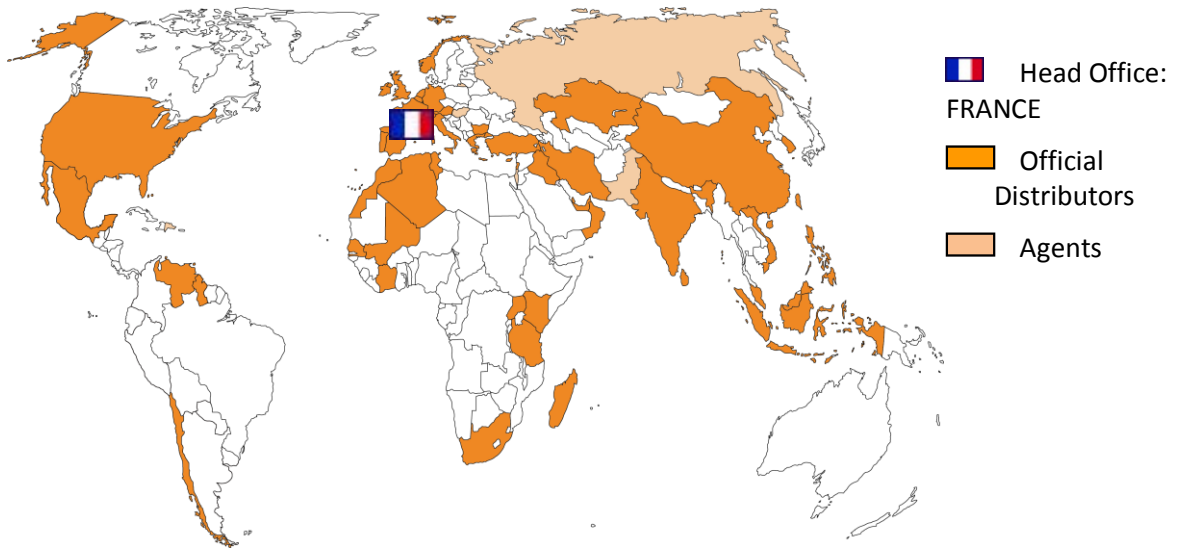 Head Office:
FRANCE
Official
Distributors
Agents